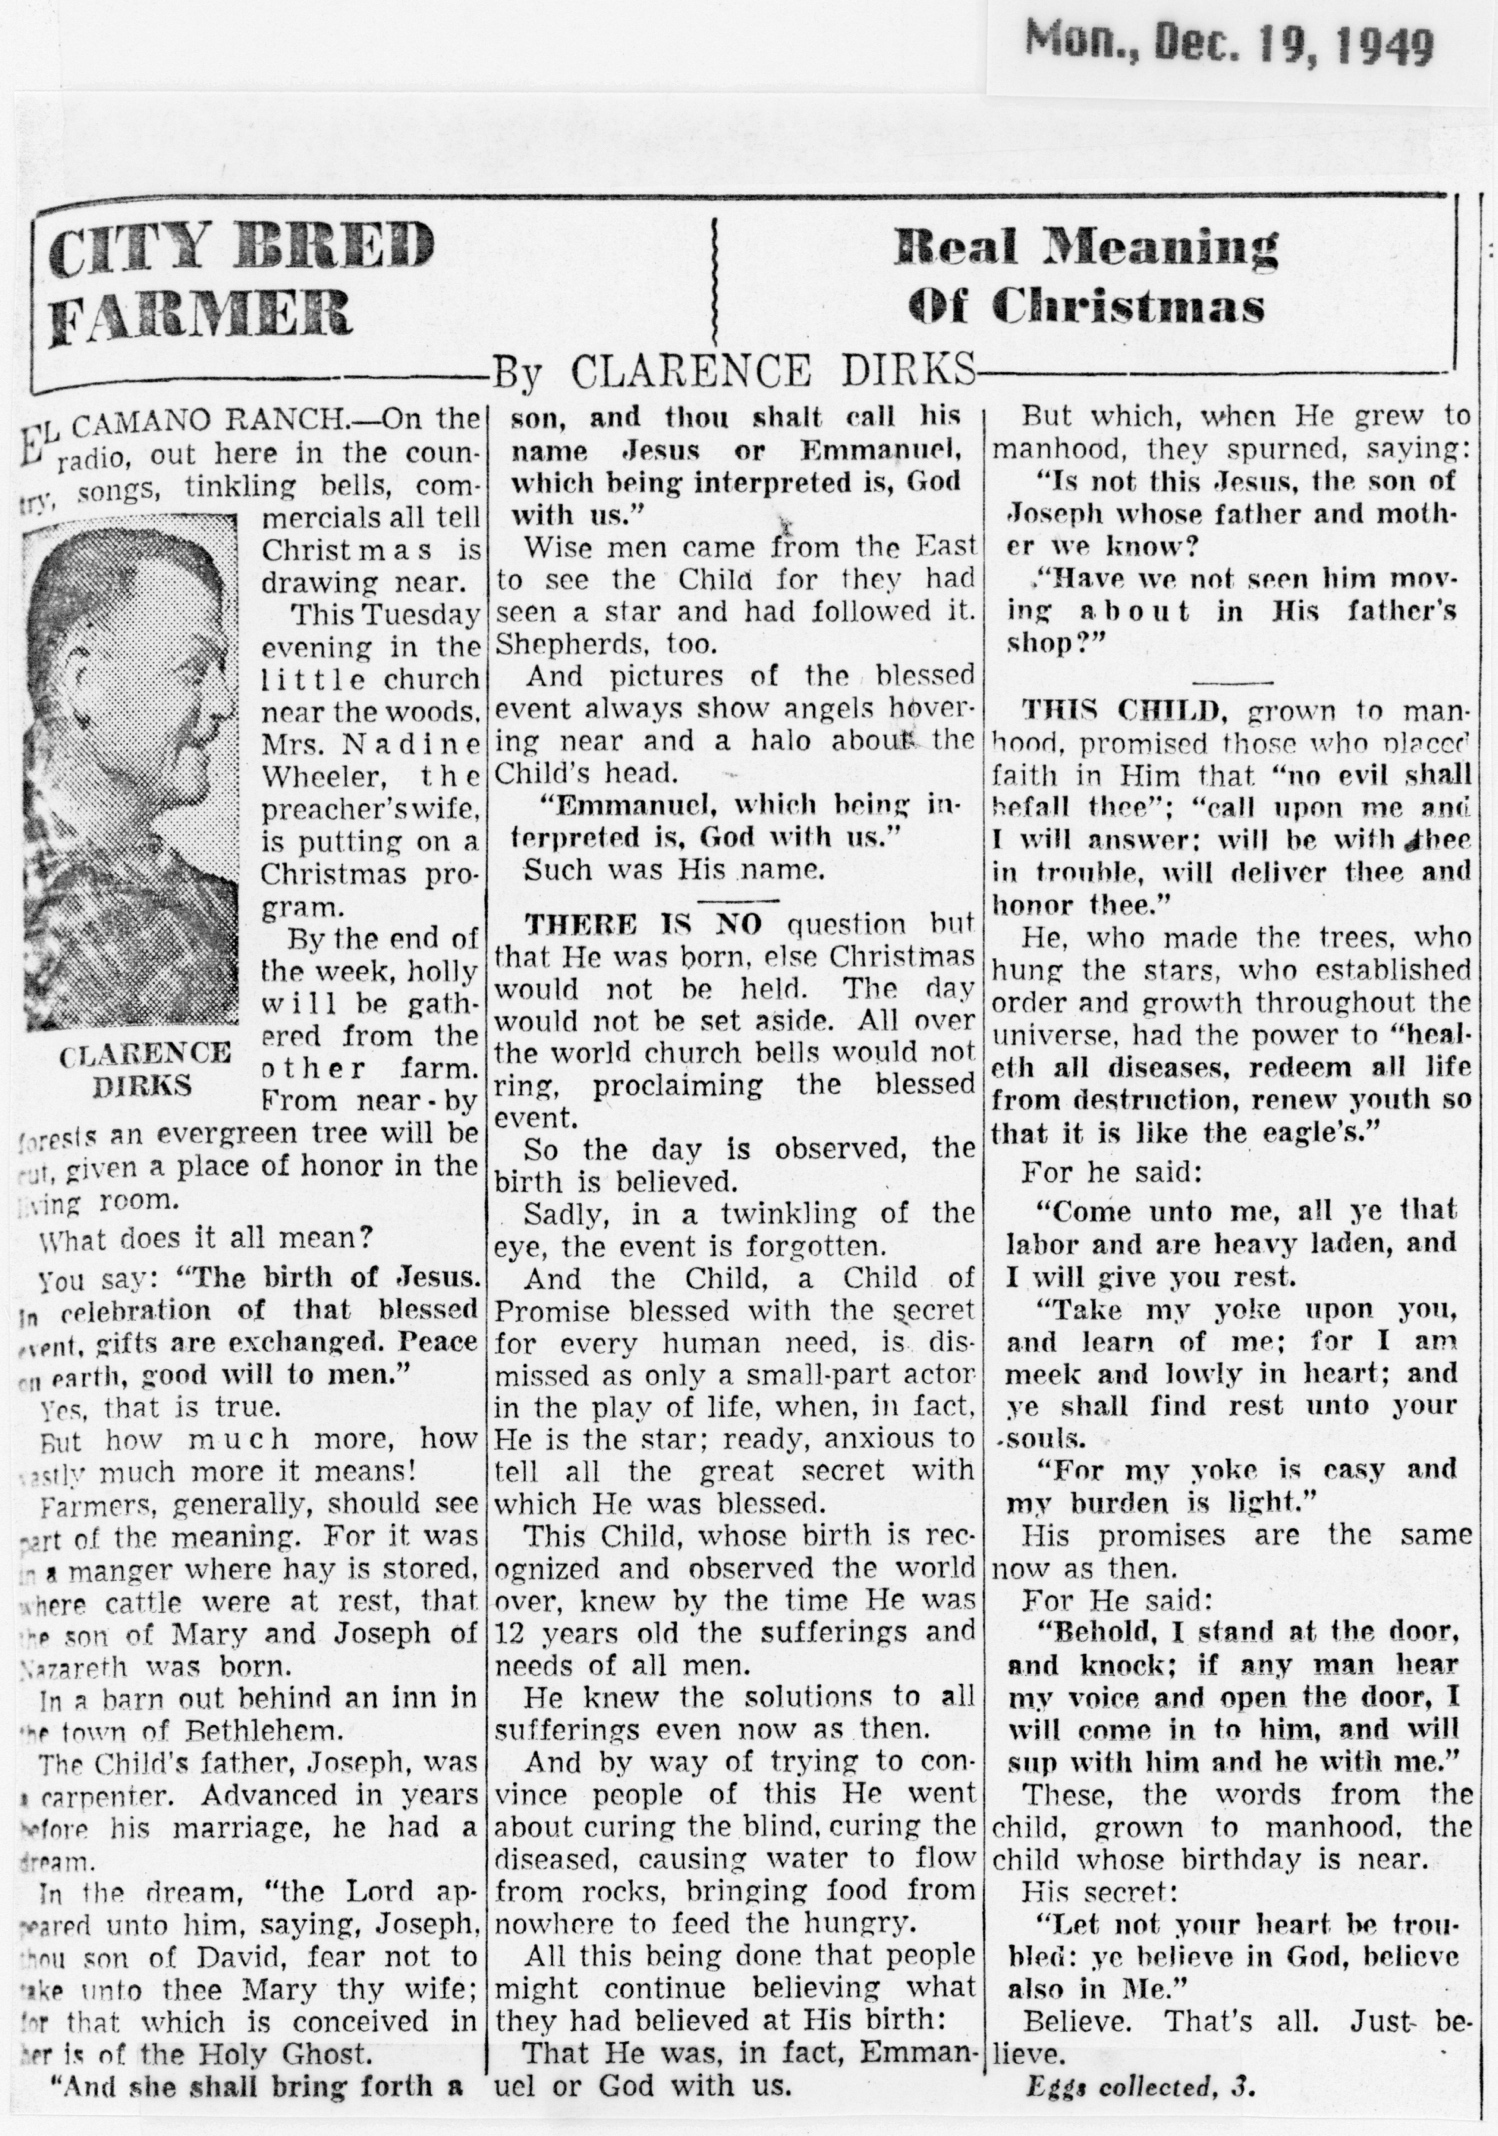 Mon., Dec. 19, 1949
CITY BRED
FARMER
Real Meaning
Of Christmas
By CLARENCE DIRKS
EL CAMANO RANCH.—On the
radio, out here in the coun-
try, songs, tinkling bells, com-
mercials all tell
Christmas is
drawing near.
This Tuesday
evening in the
little church
near the woods,
Mrs. Nadine
Wheeler, the
preacher's wife,
is putting on a
Christmas pro-
gram.
By the end of
the week, holly
will be gath-
ered from the
other farm.
From near-by
CLARENCE
DIRKS
forests an evergreen tree will be
cut, given a place of honor in the
living room.
What does it all mean?
You say: "The birth of Jesus.
In celebration of that blessed
event, gifts are exchanged. Peace
on earth, good will to men."
Yes, that is true.
But how much more, how
vastly much more it means!
Farmers, generally, should see
part of the meaning. For it was
in a manger where hay is stored,
where cattle were at rest, that
the son of Mary and Joseph of
Nazareth was born.
In a barn out behind an inn in
the town of Bethlehem.
The Child's father, Joseph, was
a carpenter. Advanced in years
before his marriage, he had a
dream.
In the dream, "the Lord ap-
peared unto him, saying, Joseph,
thou son of David, fear not to
take unto thee Mary thy wife;
for that which is conceived in
her is of the Holy Ghost.
"And she shall bring forth a
son, and thou shalt call his
name Jesus or Emmanuel,
which being interpreted is, God
with us."
Wise men came from the East
to see the Child for they had
seen a star and had followed it.
Shepherds, too.
And pictures of the blessed
event always show angels hover-
ing near and a halo about the
Child's head.
"Emmanuel, which being in-
terpreted is, God with us."
Such was His name.
THERE IS NO question but
that He was born, else Christmas
would not be held. The day
would not be set aside. All over
the world church bells would not
ring, proclaiming the blessed
event.
So the day is observed, the
birth is believed.
Sadly, in a twinkling of the
eye, the event is forgotten.
And the Child, a Child of
Promise blessed with the secret
for every human need, is dis-
missed as only a small-part actor
in the play of life, when, in fact,
He is the star; ready, anxious to
tell all the great secret with
which He was blessed.
This Child, whose birth is rec-
ognized and observed the world
over, knew by the time He was
12 years old the sufferings and
needs of all men.
He knew the solutions to all
sufferings even now as then.
And by way of trying to con-
vince people of this He went
about curing the blind, curing the
diseased, causing water to flow
from rocks, bringing food from
nowhere to feed the hungry.
All this being done that people
might continue believing what
they had believed at His birth:
That He was, in fact, Emman-
uel or God with us.
But which, when He grew to
manhood, they spurned, saying:
"Is not this Jesus, the son of
Joseph whose father and moth-
er we know?
"Have we not seen him mov-
ing about in His father's
shop?"
THIS CHILD, grown to man-
hood, promised those who placed
faith in Him that "no evil shall
befall thee"; "call upon me and
I will answer; will be with thee
in trouble, will deliver thee and
honor thee."
He, who made the trees, who
hung the stars, who established
order and growth throughout the
universe, had the power to "heal-
eth all diseases, redeem all life
from destruction, renew youth so
that it is like the eagle's."
For he said:
"Come unto me, all ye that
labor and are heavy laden, and
I will give you rest.
"Take my yoke upon you,
and learn of me; for I am
meek and lowly in heart; and
ye shall find rest unto your
souls.
"For my yoke is easy and
my burden is light."
His promises are the same
now as then.
For He said:
"Behold, I stand at the door,
and knock; if any man hear
my voice and open the door, I
will come in to him, and will
sup with him and he with me."
These, the words from the
child, grown to manhood, the
child whose birthday is near.
His secret:
"Let not your heart be trou-
bled: ye believe in God, believe
also in Me."
Believe. That's all. Just be-
lieve.
Eggs collected, 3.